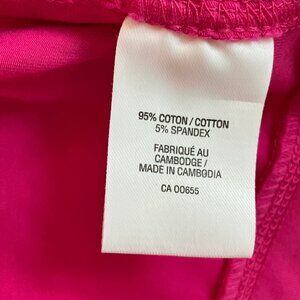 95% COTON / COTTON
5% SPANDEX
FABRIQUÉ AU
CAMBODGE /
MADE IN CAMBODIA
CA 00655